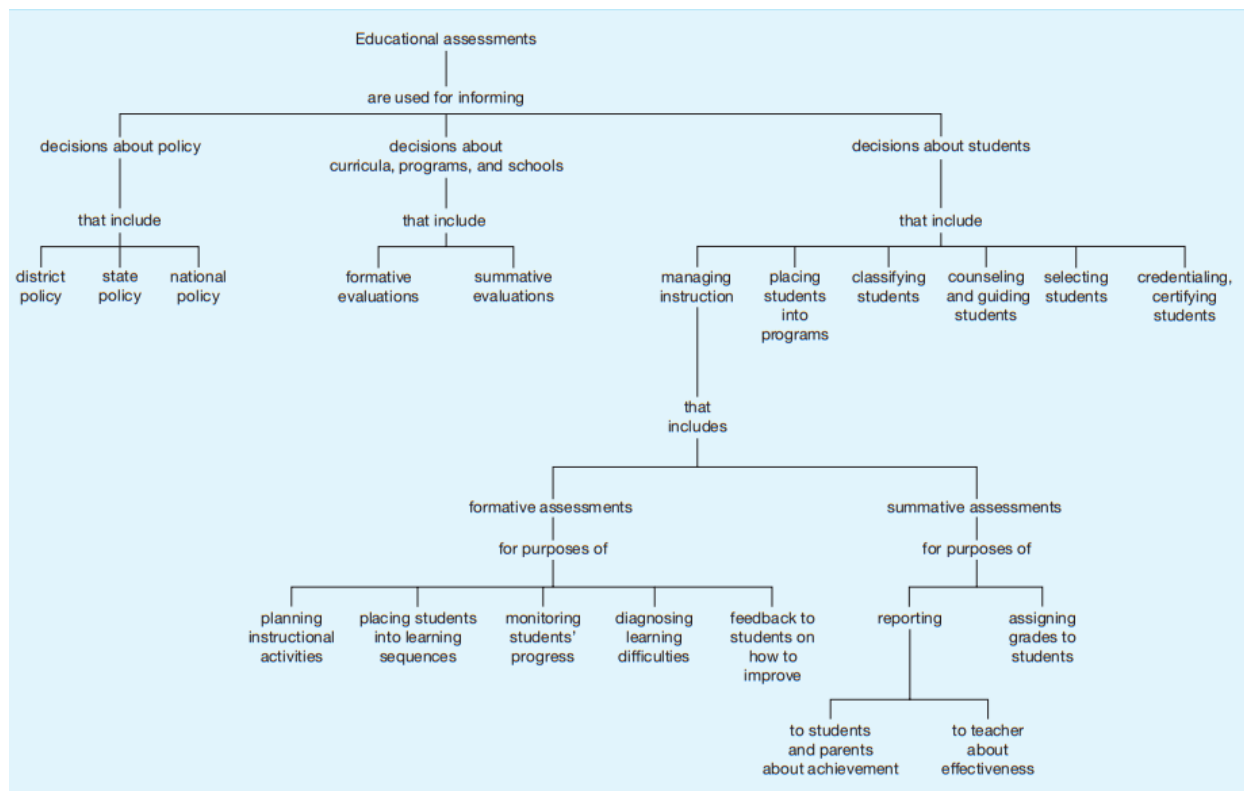 Educational assessments
are used for informing
decisions about policy
decisions about
curricula, programs, and schools
decisions about students
that include
that include
that include
district
policy
state
policy
national
policy
formative
evaluations
summative
evaluations
managing
instruction
placing
students
into
programs
classifying
students
counseling
and guiding
students
selecting
students
credentialing,
certifying
students
that
includes
formative assessments
summative assessments
for purposes of
for purposes of
planning
instructional
activities
placing students
into learning
sequences
monitoring
students’
progress
diagnosing
learning
difficulties
feedback to
students on
how to
improve
reporting
assigning
grades to
students
to students
and parents
about achievement
to teacher
about
effectiveness